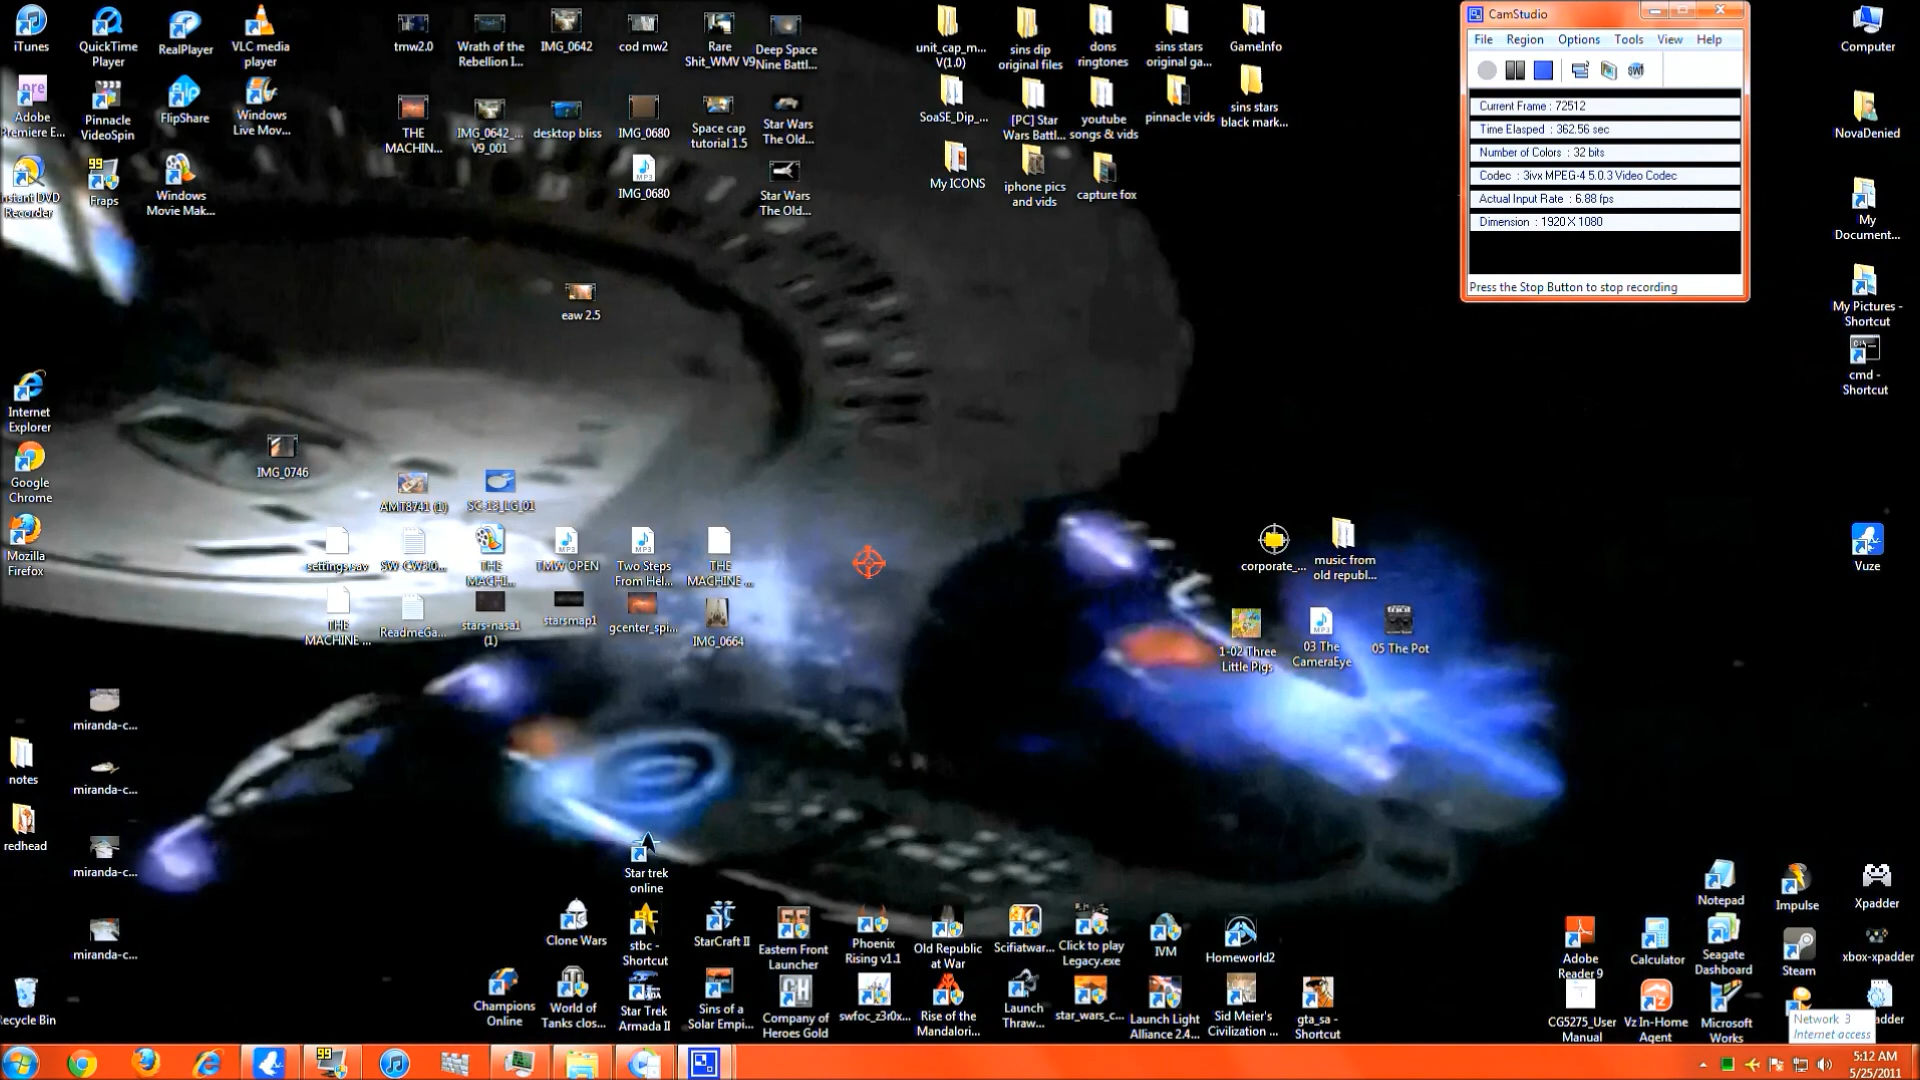 iTunes
QuickTime
Player
RealPlayer
VLC media
player
tmw2.0
Wrath of the
Rebellion I...
IMG_0642
cod mw2
Rare
Shit_WMV V9
Deep Space
Nine Battl...
unit_cap_m...
V(1.0)
sins dip
original files
dons
ringtones
sins stars
original ga...
GameInfo
CamStudio
File Region Options Tools View Help
Current Frame : 72512
Time Elasped : 362.56 sec
Number of Colors : 32 bits
Codec : 3ivx MPEG-4 5.0.3 Video Codec
Actual Input Rate : 6.88 fps
Dimension : 1920 X 1080
Press the Stop Button to stop recording
Computer
Adobe
Premiere E...
Pinnacle
VideoSpin
FlipShare
Windows
Live Mov...
THE
MACHIN...
IMG_0642_...
V9_001
desktop bliss
IMG_0680
Space cap
tutorial 1.5
Star Wars
The Old...
SoaSE_Dip_...
[PC] Star
Wars Battl...
youtube
songs & vids
pinnacle vids
sins stars
black mark...
NovaDenied
Instant DVD
Recorder
Fraps
Windows
Movie Mak...
IMG_0680
Star Wars
The Old...
My ICONS
iphone pics
and vids
capture fox
My
Document...
My Pictures -
Shortcut
cmd -
Shortcut
eaw 2.5
Internet
Explorer
Google
Chrome
Mozilla
Firefox
IMG_0746
AMT8741 (1)
SC-13_LG_01
settings.sav
THE
MACHI...
TMW OPEN
Two Steps
From Hel...
THE
MACHINE ...
corporate_...
music from
old republ...
Vuze
THE
MACHINE ...
ReadmeGa...
stars-nasa1
(1)
starsmap1
gcenter_spi...
IMG_0664
1-02 Three
Little Pigs
03 The
CameraEye
05 The Pot
miranda-c...
notes
miranda-c...
redhead
miranda-c...
miranda-c...
Recycle Bin
Star trek
online
Clone Wars
stbc -
Shortcut
StarCraft II
Eastern Front
Launcher
Phoenix
Rising v1.1
Old Republic
at War
Scifiatwar...
Click to play
Legacy.exe
IVM
Homeworld2
Champions
Online
World of
Tanks clos...
Star Trek
Armada II
Sins of a
Solar Empi...
Company of
Heroes Gold
swfoc_z3r0x...
Rise of the
Mandalori...
Launch
Thraw...
star_wars_c...
Launch Light
Alliance 2.4...
Sid Meier's
Civilization ...
gta_sa -
Shortcut
Notepad
Impulse
Xpadder
Adobe
Reader 9
Calculator
Seagate
Dashboard
Steam
xbox-xpadder
CG5275_User
Manual
Vz In-Home
Agent
Microsoft
Works
Network 3
Internet access
5:12 AM
5/25/2011